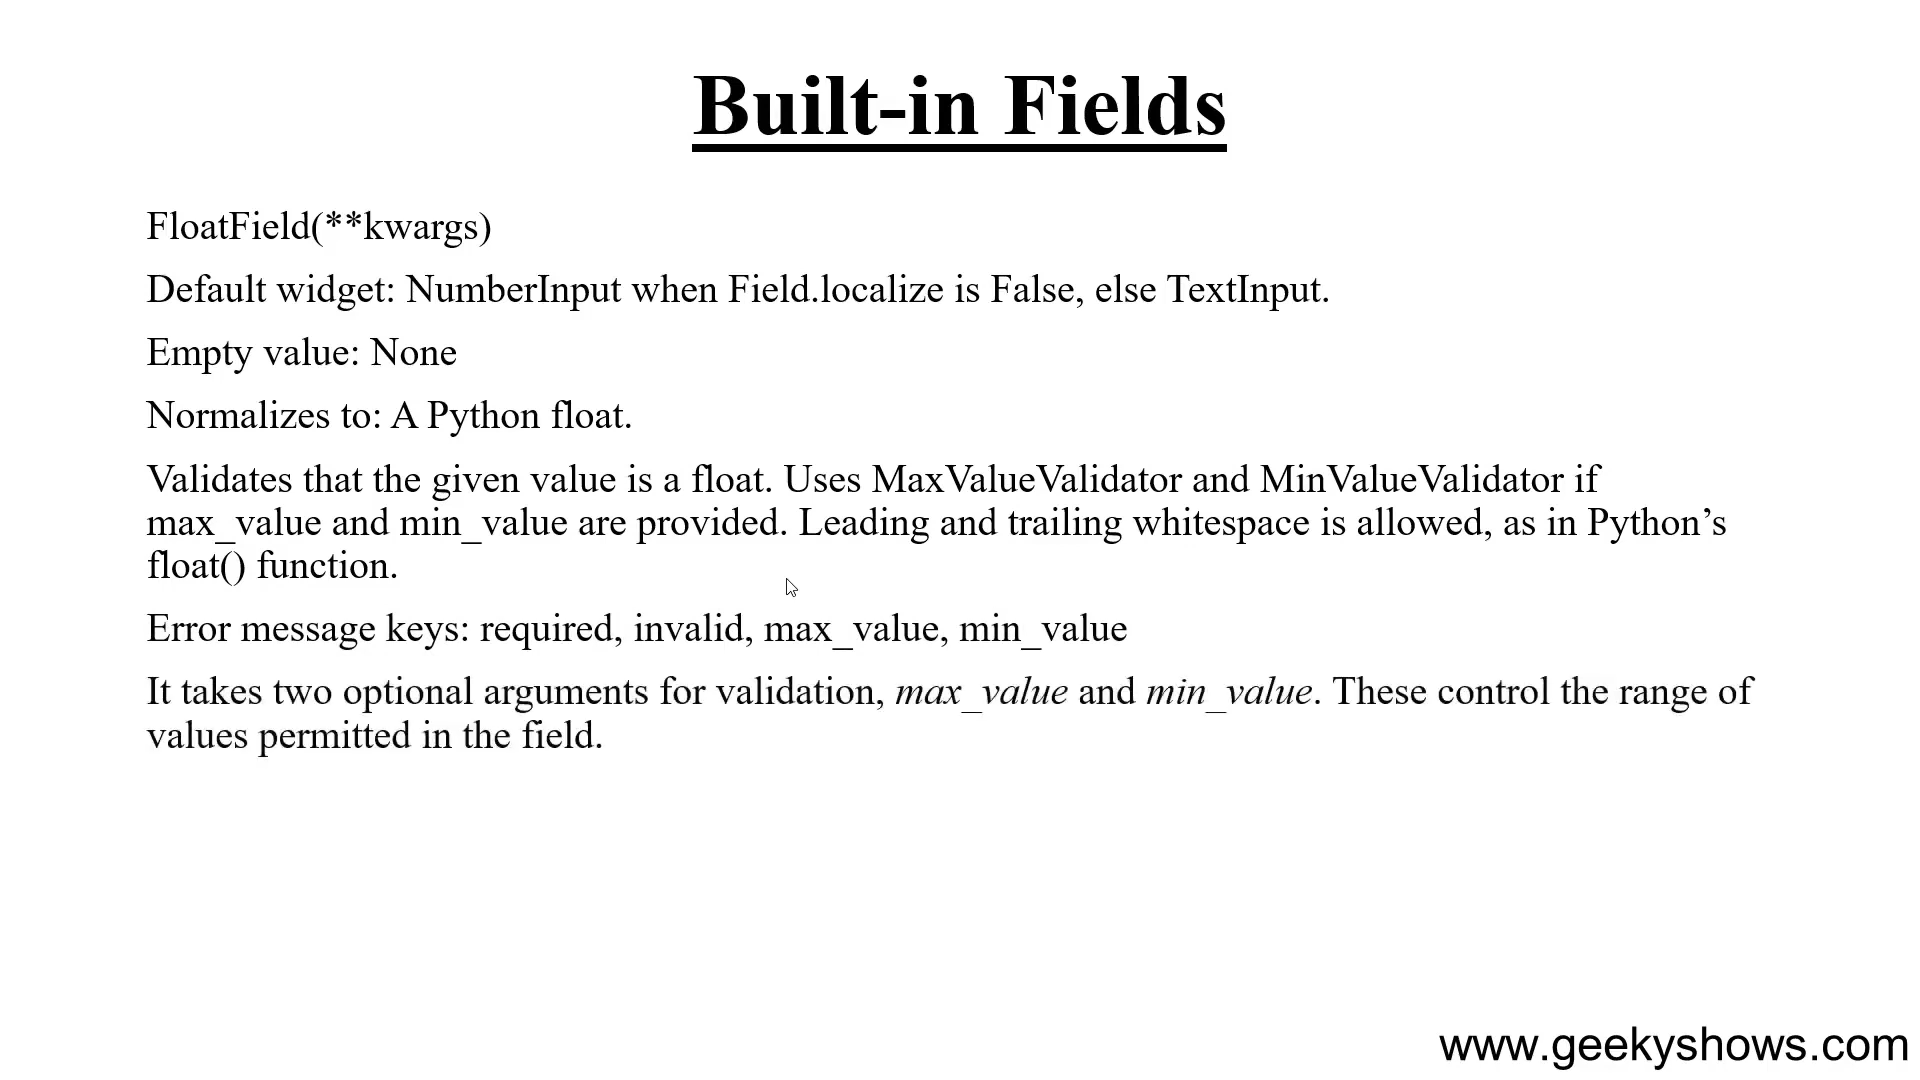 Built-in Fields
FloatField(**kwargs)
Default widget: NumberInput when Field.localize is False, else TextInput.
Empty value: None
Normalizes to: A Python float.
Validates that the given value is a float. Uses MaxValueValidator and MinValueValidator if
max_value and min_value are provided. Leading and trailing whitespace is allowed, as in Python’s
float() function.
Error message keys: required, invalid, max_value, min_value
It takes two optional arguments for validation, max_value and min_value. These control the range of
values permitted in the field.
www.geekyshows.com